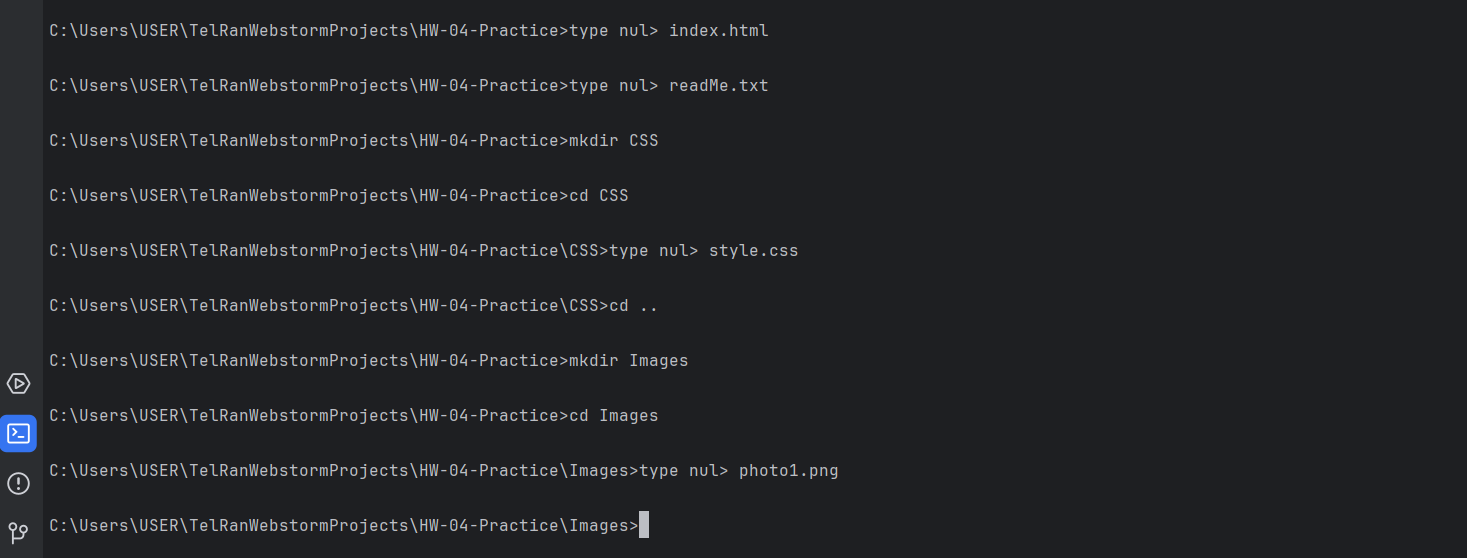 C:\Users\USER\TelRanWebstormProjects\HW-04-Practice>type nul> index.html
C:\Users\USER\TelRanWebstormProjects\HW-04-Practice>type nul> readMe.txt
C:\Users\USER\TelRanWebstormProjects\HW-04-Practice>mkdir CSS
C:\Users\USER\TelRanWebstormProjects\HW-04-Practice>cd CSS
C:\Users\USER\TelRanWebstormProjects\HW-04-Practice\CSS>type nul> style.css
C:\Users\USER\TelRanWebstormProjects\HW-04-Practice\CSS>cd ..
C:\Users\USER\TelRanWebstormProjects\HW-04-Practice>mkdir Images
C:\Users\USER\TelRanWebstormProjects\HW-04-Practice>cd Images
C:\Users\USER\TelRanWebstormProjects\HW-04-Practice\Images>type nul> photo1.png
C:\Users\USER\TelRanWebstormProjects\HW-04-Practice\Images>